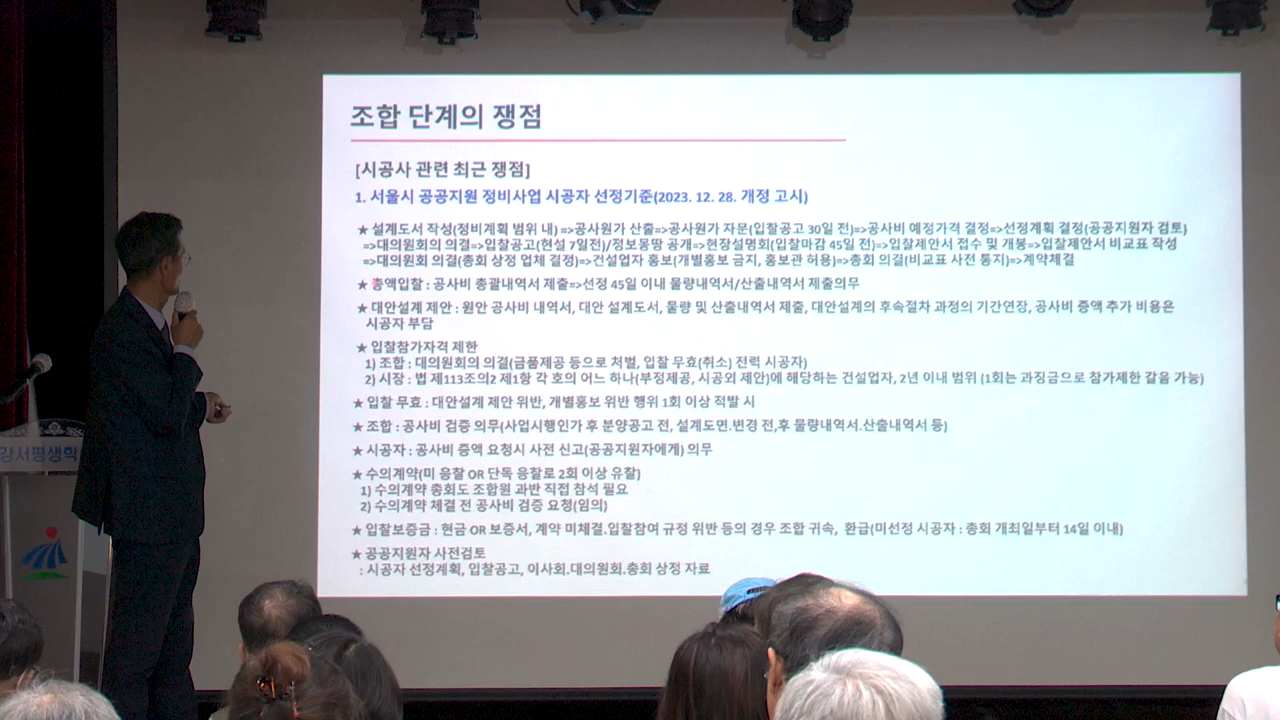 조합 단계의 쟁점
[시공사 관련 최근 쟁점]
1. 서울시 공공지원 정비사업 시공자 선정기준(2023. 12. 28. 개정 고시)
★ 설계도서 작성(정비계획 범위 내) =>공사원가 산출=>공사원가 자문(입찰공고 30일 전)=>공사비 예정가격 결정=>선정계획 결정(공공지원자 검토)
=>대의원회의 의결=>입찰공고(현설 7일전)/정보몽땅 공개=>현장설명회(입찰마감 45일 전)=>입찰제안서 접수 및 개봉=>입찰제안서 비교표 작성
=>대의원회 의결(총회 상정 업체 결정)=>건설업자 홍보(개별홍보 금지, 홍보관 허용)=>총회 의결(비교표 사전 통지)=>계약체결
★ 총액입찰 : 공사비 총괄내역서 제출=>선정 45일 이내 물량내역서/산출내역서 제출의무
★ 대안설계 제안 : 원안 공사비 내역서, 대안 설계도서, 물량 및 산출내역서 제출, 대안설계의 후속절차 과정의 기간연장, 공사비 증액 추가 비용은
시공자 부담
★ 입찰참가자격 제한
1) 조합 : 대의원회의 의결(금품제공 등으로 처벌, 입찰 무효(취소) 전력 시공자)
2) 시장 : 법 제113조의2 제1항 각 호의 어느 하나(부정제공, 시공외 제안)에 해당하는 건설업자, 2년 이내 범위 (1회는 과징금으로 참가제한 갈음 가능)
★ 입찰 무효 : 대안설계 제안 위반, 개별홍보 위반 행위 1회 이상 적발 시
★ 조합 : 공사비 검증 의무(사업시행인가 후 분양공고 전, 설계도면.변경 전,후 물량내역서.산출내역서 등)
★ 시공자 : 공사비 증액 요청시 사전 신고(공공지원자에게) 의무
★ 수의계약(미 응찰 OR 단독 응찰로 2회 이상 유찰)
1) 수의계약 총회도 조합원 과반 직접 참석 필요
2) 수의계약 체결 전 공사비 검증 요청(임의)
★ 입찰보증금 : 현금 OR 보증서, 계약 미체결.입찰참여 규정 위반 등의 경우 조합 귀속, 환급(미선정 시공자 : 총회 개최일부터 14일 이내)
★ 공공지원자 사전검토
: 시공자 선정계획, 입찰공고, 이사회.대의원회.총회 상정 자료
강서평생학